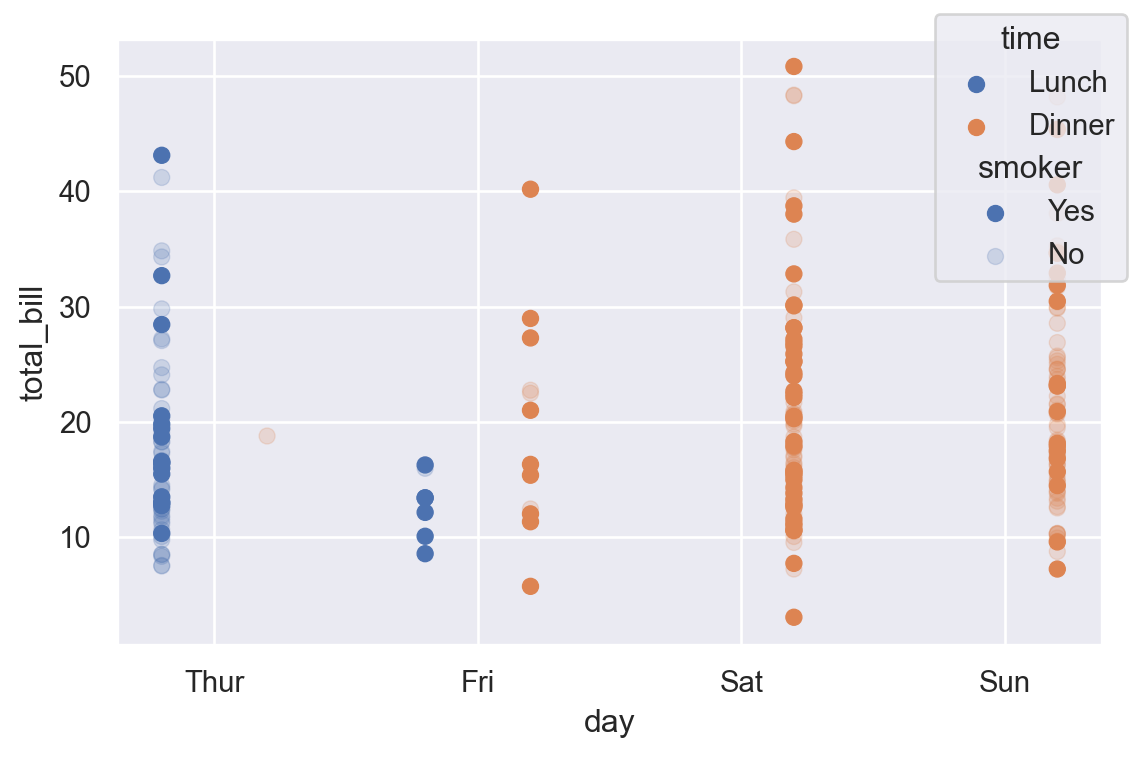 time
Lunch
Dinner
smoker
Yes
No
50
40
30
20
10
total_bill
Thur Fri Sat Sun
day